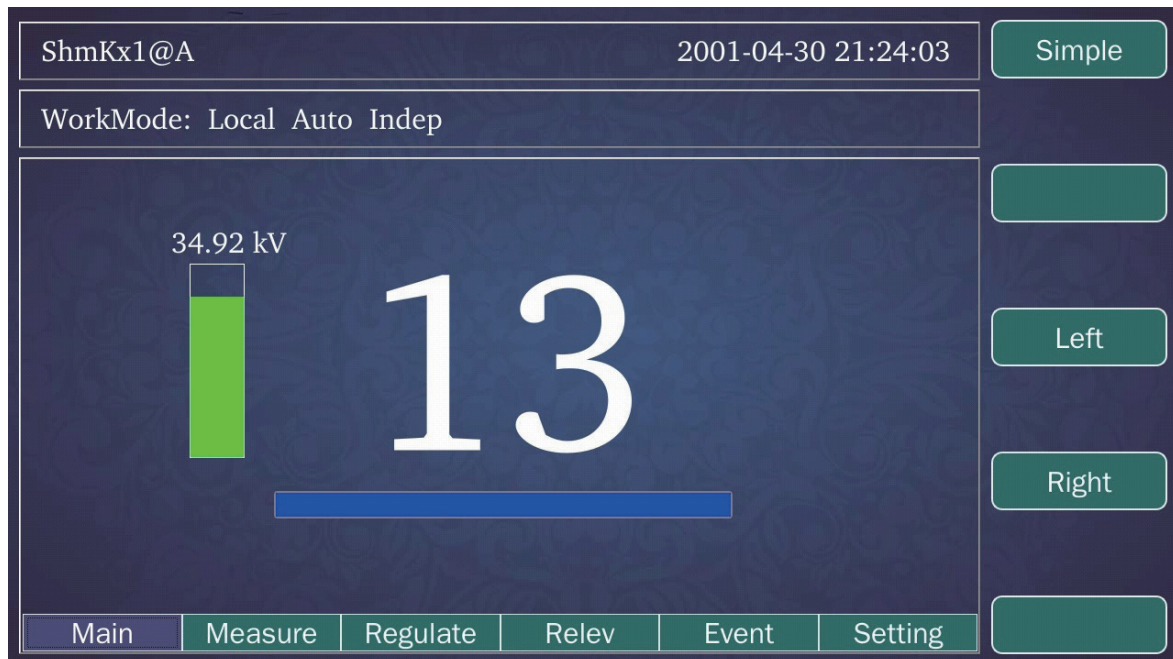 ShmKx1@A 2001-04-30 21:24:03 Simple
WorkMode: Local Auto Indep
34.92 kV
13
Left
Right
Main Measure Regulate Relev Event Setting